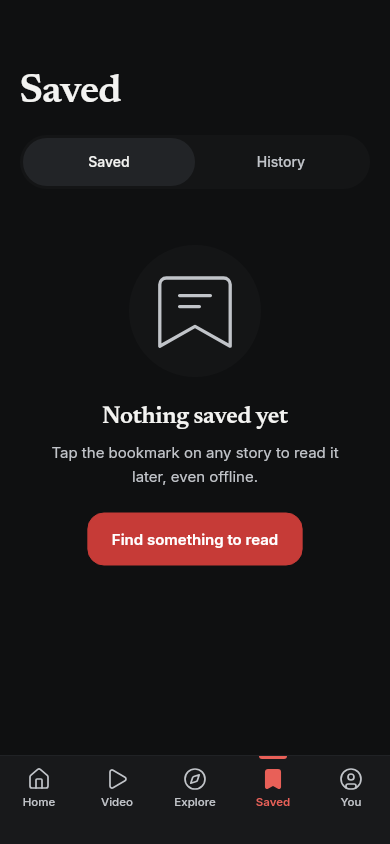 Saved
Saved
History
Nothing saved yet
Tap the bookmark on any story to read it
later, even offline.
Find something to read
Home
Video
Explore
Saved
You